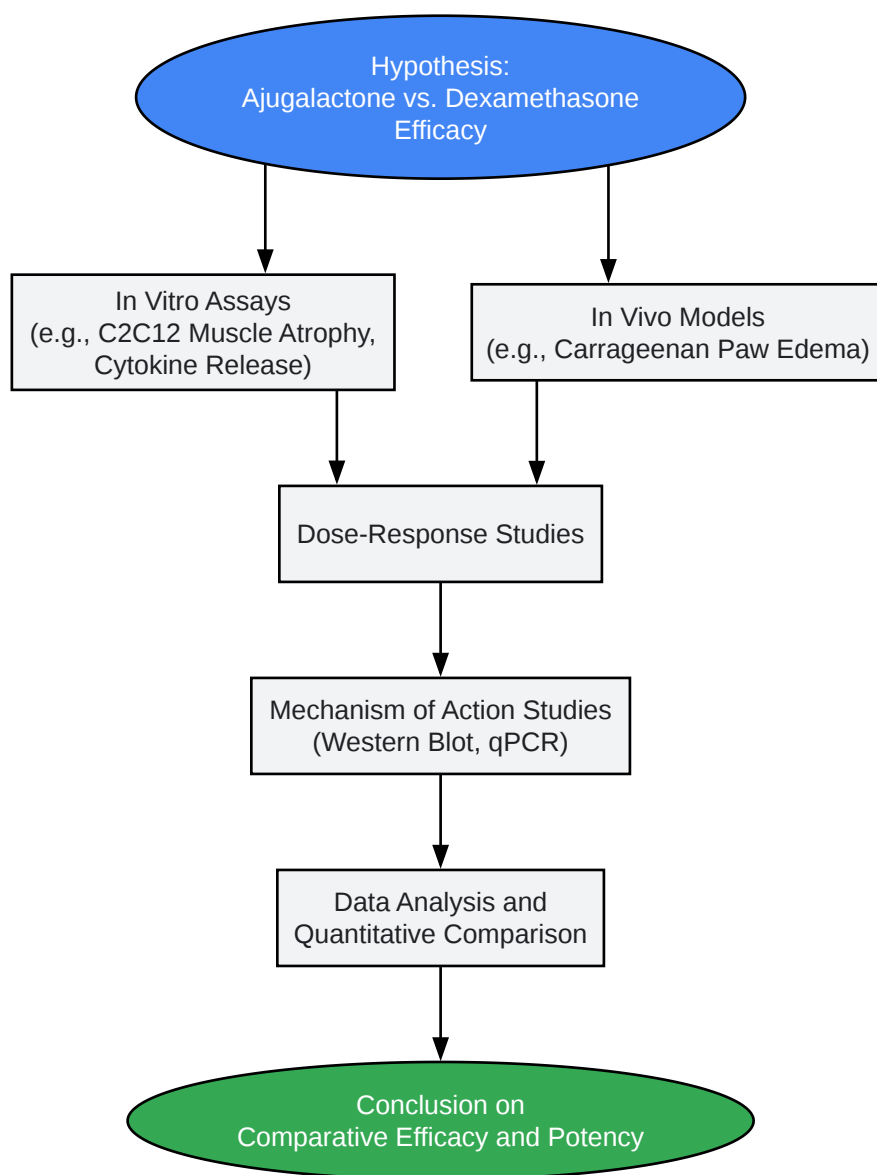 Hypothesis:
Ajugalactone vs. Dexamethasone
Efficacy
In Vitro Assays
(e.g., C2C12 Muscle Atrophy,
Cytokine Release)
In Vivo Models
(e.g., Carrageenan Paw Edema)
Dose-Response Studies
Mechanism of Action Studies
(Western Blot, qPCR)
Data Analysis and
Quantitative Comparison
Conclusion on
Comparative Efficacy and Potency